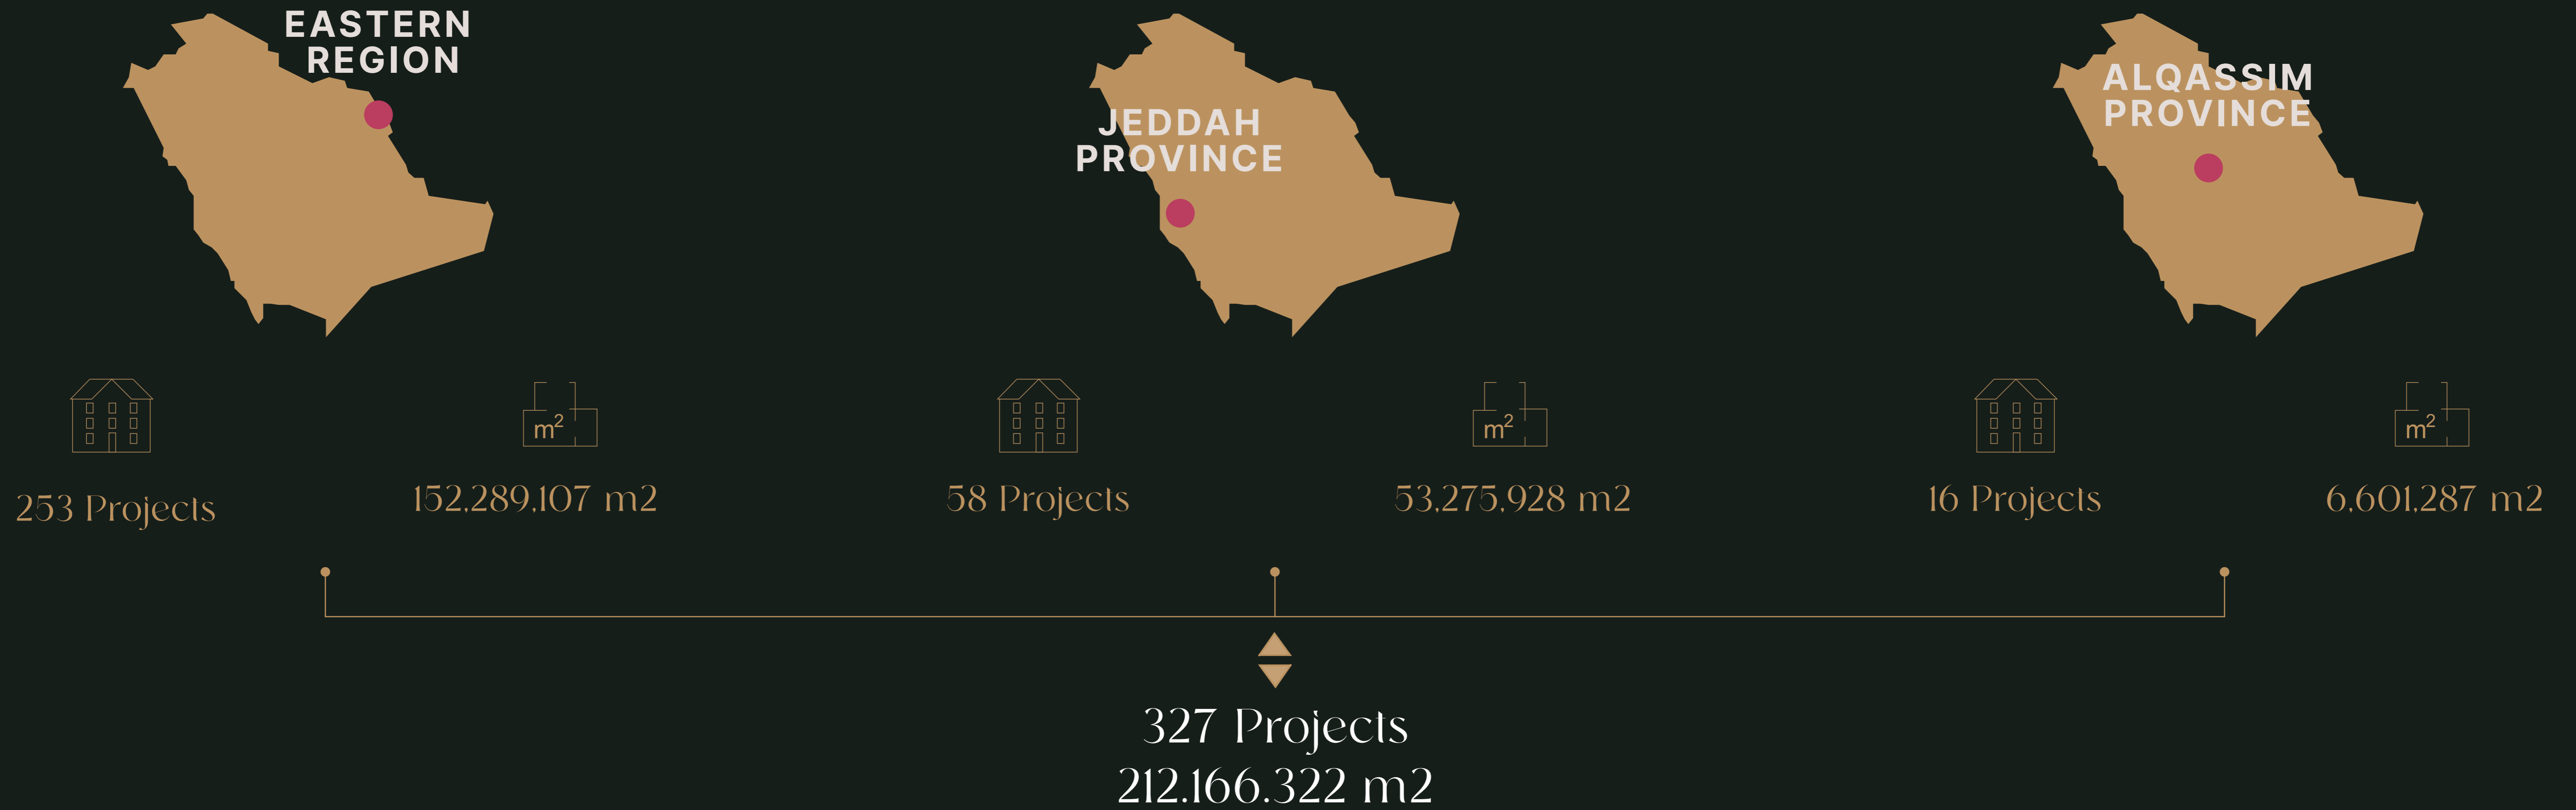 EASTERN
REGION
m²
253 Projects
152,289,107 m2
JEDDAH
PROVINCE
m²
58 Projects
53,275,928 m2
ALQASSIM
PROVINCE
m²
16 Projects
6,601,287 m2
327 Projects
212.166.322 m2